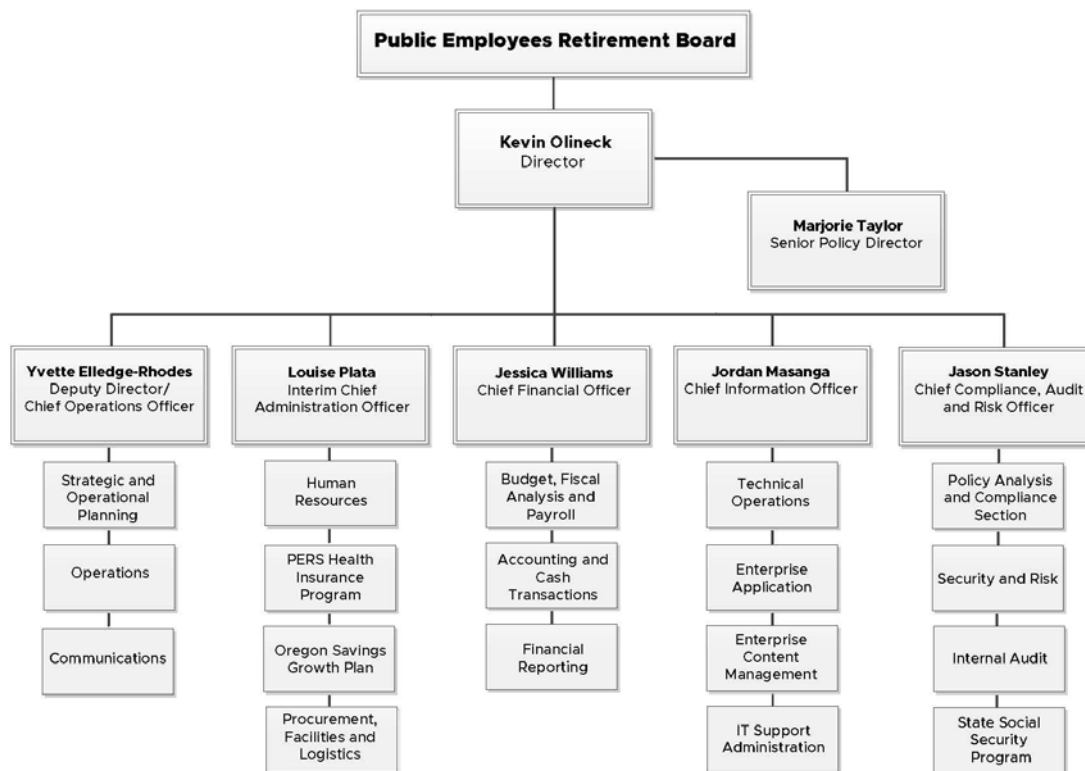 Public Employees Retirement Board
Kevin Olineck
Director
Marjorie Taylor
Senior Policy Director
Yvette Elledge-Rhodes
Deputy Director/
Chief Operations Officer
Louise Plata
Interim Chief
Administration Officer
Jessica Williams
Chief Financial Officer
Jordan Masanga
Chief Information Officer
Jason Stanley
Chief Compliance, Audit
and Risk Officer
Strategic and
Operational
Planning
Operations
Communications
Human
Resources
PERS Health
Insurance
Program
Oregon Savings
Growth Plan
Procurement,
Facilities and
Logistics
Budget, Fiscal
Analysis and
Payroll
Accounting and
Cash
Transactions
Financial
Reporting
Technical
Operations
Enterprise
Application
Enterprise
Content
Management
IT Support
Administration
Policy Analysis
and Compliance
Section
Security and Risk
Internal Audit
State Social
Security
Program